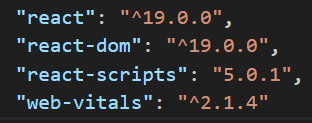 "react": "^19.0.0",
"react-dom": "^19.0.0",
"react-scripts": "5.0.1",
"web-vitals": "^2.1.4"